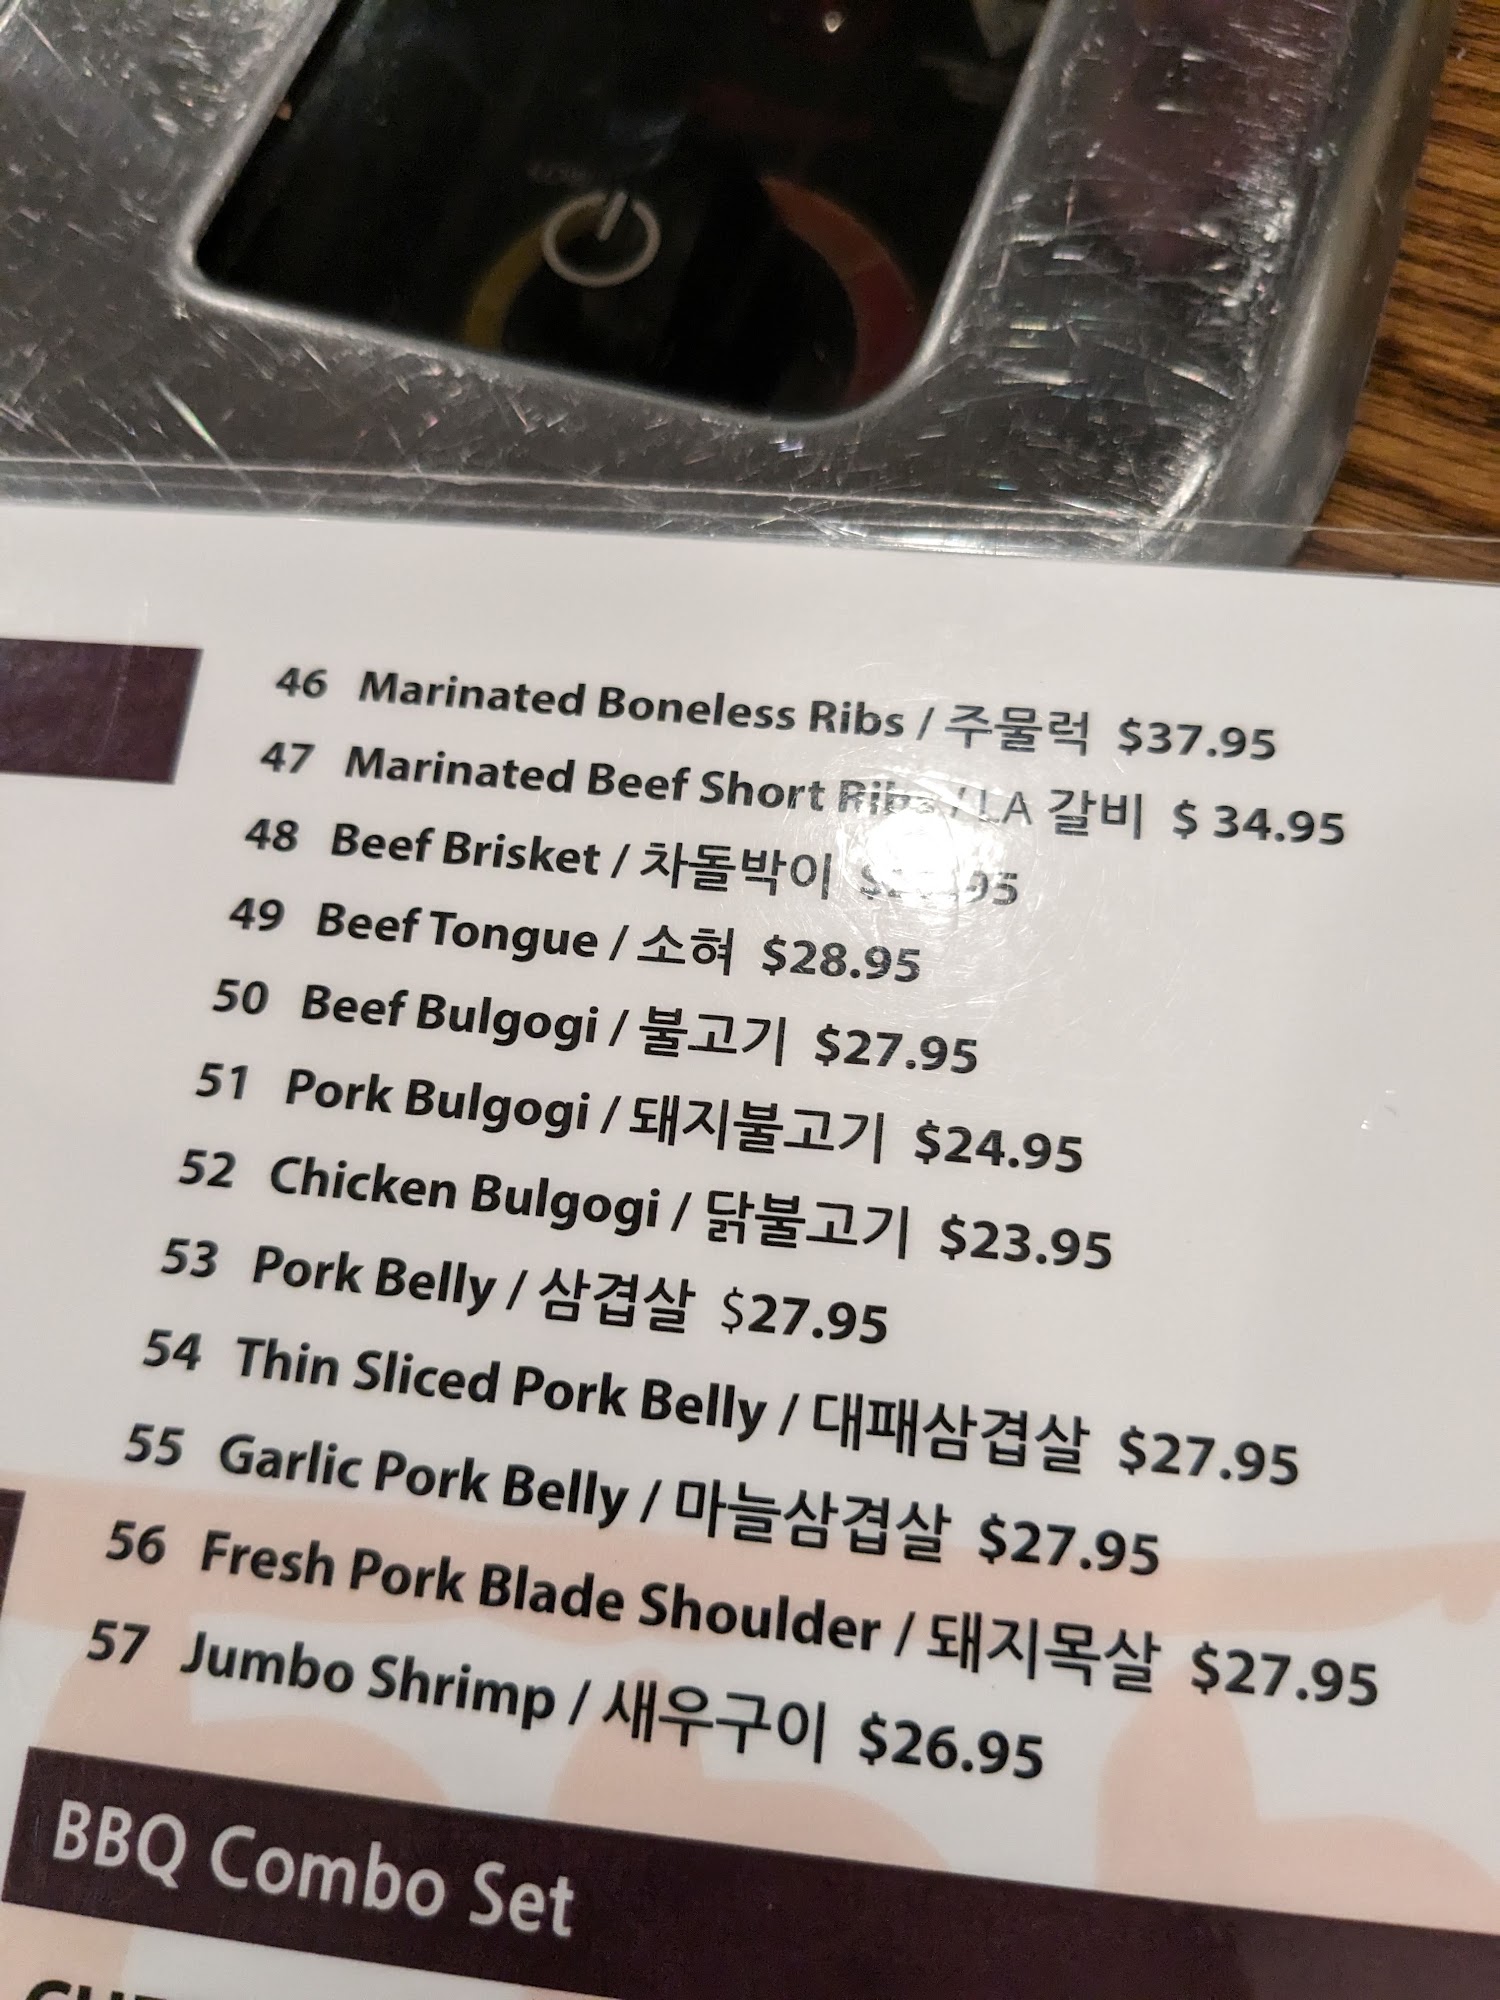 46 Marinated Boneless Ribs / 주물럭 $37.95
47 Marinated Beef Short Ribs / LA 갈비 $ 34.95
48 Beef Brisket / 차돌박이
49 Beef Tongue / 소혀 $28.95
50 Beef Bulgogi / 불고기 $27.95
51 Pork Bulgogi / 돼지불고기 $24.95
52 Chicken Bulgogi / 닭불고기 $23.95
53 Pork Belly / 삼겹살 $27.95
54 Thin Sliced Pork Belly / 대패삼겹살 $27.95
55 Garlic Pork Belly / 마늘삼겹살 $27.95
56 Fresh Pork Blade Shoulder / 돼지목살 $27.95
57 Jumbo Shrimp / 새우구이 $26.95
BBQ Combo Set